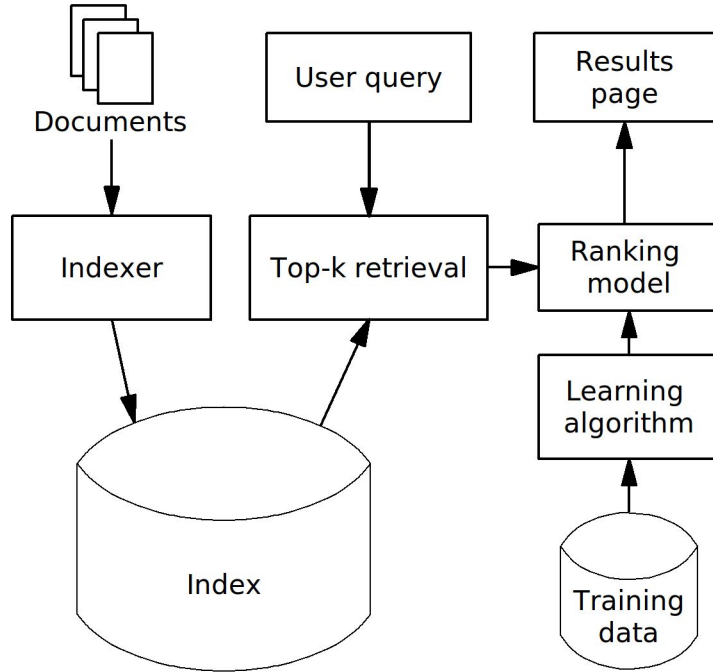 Documents
User query
Results
page
Indexer
Top-k retrieval
Ranking
model
Learning
algorithm
Index
Training
data